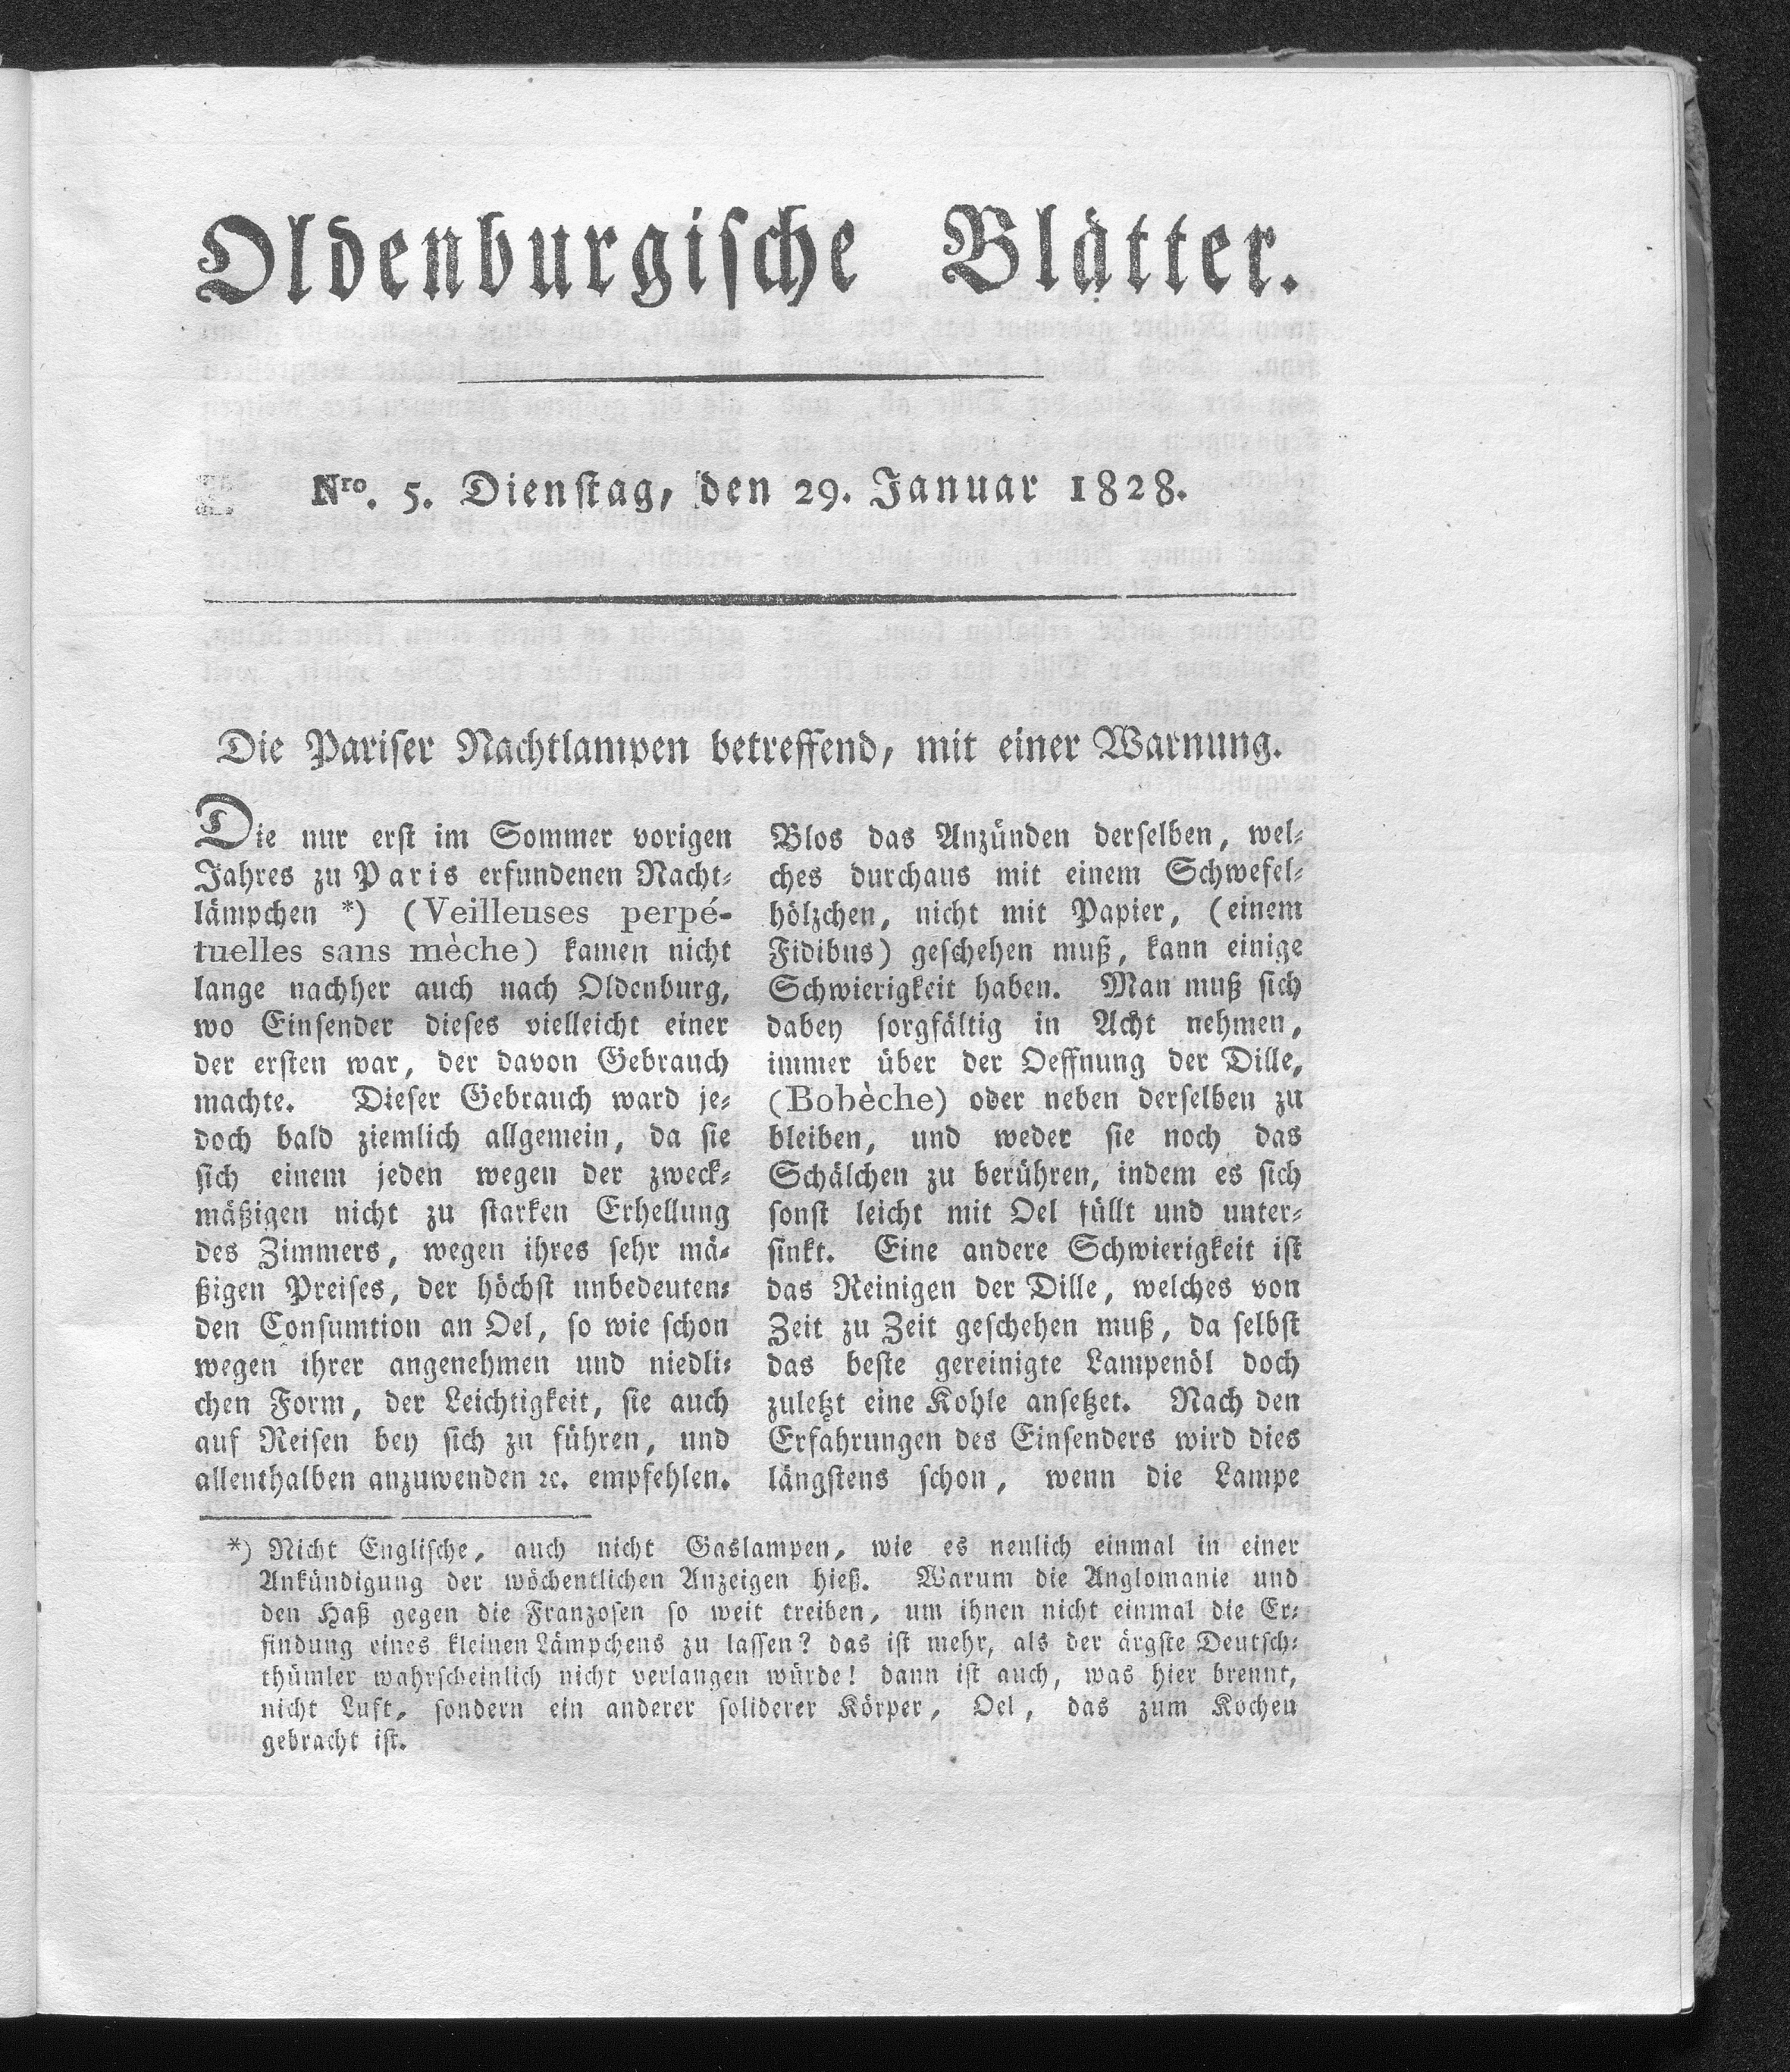 Oldenburgische Blätter.
Nro. 5. Dienstag, den 29. Januar 1828.
Die Pariser Nachtlampen betreffend, mit einer Warnung.
Die nur erst im Sommer vorigen
Jahres zu Paris erfundenen Nacht-
lämpchen *) (Veilleuses perpé-
tuelles sans mèche) kamen nicht
lange nachher auch nach Oldenburg,
wo Einsender dieses vielleicht einer
der ersten war, der davon Gebrauch
machte. Dieser Gebrauch ward je-
doch bald ziemlich allgemein, da sie
sich einem jeden wegen der zweck-
mäßigen nicht zu starken Erhellung
des Zimmers, wegen ihres sehr mä-
ßigen Preises, der höchst unbedeuten-
den Consumtion an Oel, so wie schon
wegen ihrer angenehmen und niedli-
chen Form, der Leichtigkeit, sie auch
auf Reisen bey sich zu führen, und
allenthalben anzuwenden ꝛc. empfehlen.
Blos das Anzünden derselben, wel-
ches durchaus mit einem Schwefel-
hölzchen, nicht mit Papier, (einem
Fidibus) geschehen muß, kann einige
Schwierigkeit haben. Man muß sich
dabey sorgfältig in Acht nehmen,
immer über der Oeffnung der Dille,
(Bobèche) oder neben derselben zu
bleiben, und weder sie noch das
Schälchen zu berühren, indem es sich
sonst leicht mit Oel füllt und unter-
sinkt. Eine andere Schwierigkeit ist
das Reinigen der Dille, welches von
Zeit zu Zeit geschehen muß, da selbst
das beste gereinigte Lampenöl doch
zuletzt eine Kohle ansetzet. Nach den
Erfahrungen des Einsenders wird dies
längstens schon, wenn die Lampe
*) Nicht Englische, auch nicht Gaslampen, wie es neulich einmal in einer
Ankündigung der wöchentlichen Anzeigen hieß. Warum die Anglomanie und
den Haß gegen die Franzosen so weit treiben, um ihnen nicht einmal die Er-
findung eines kleinen Lämpchens zu lassen? das ist mehr, als der ärgste Deutsch-
thümler wahrscheinlich nicht verlangen würde! dann ist auch, was hier brennt,
nicht Luft, sondern ein anderer soliderer Körper, Oel, das zum Kochen
gebracht ist.